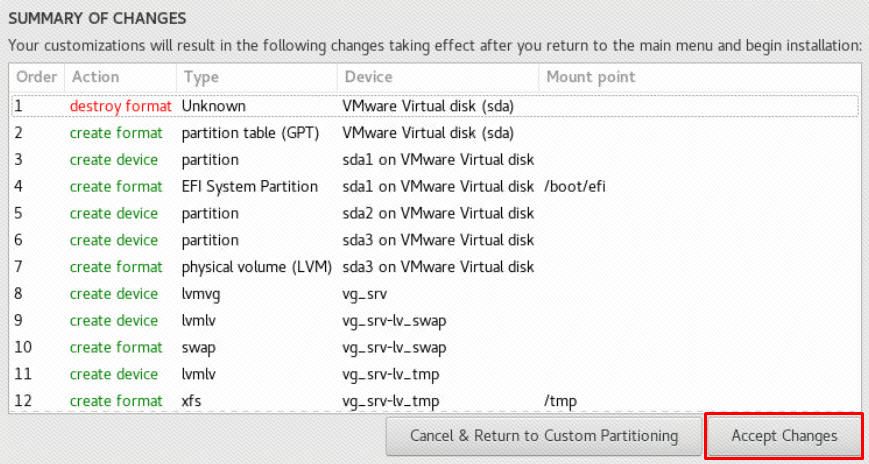 SUMMARY OF CHANGES
Your customizations will result in the following changes taking effect after you return to the main menu and begin installation:
Order Action Type Device Mount point
1 destroy format Unknown VMware Virtual disk (sda)
2 create format partition table (GPT) VMware Virtual disk (sda)
3 create device partition sda1 on VMware Virtual disk
4 create format EFI System Partition sda1 on VMware Virtual disk /boot/efi
5 create device partition sda2 on VMware Virtual disk
6 create device partition sda3 on VMware Virtual disk
7 create format physical volume (LVM) sda3 on VMware Virtual disk
8 create device lvmvg vg_srv
9 create device lvmlv vg_srv-lv_swap
10 create format swap vg_srv-lv_swap
11 create device lvmlv vg_srv-lv_tmp
12 create format xfs vg_srv-lv_tmp /tmp
Cancel & Return to Custom Partitioning Accept Changes